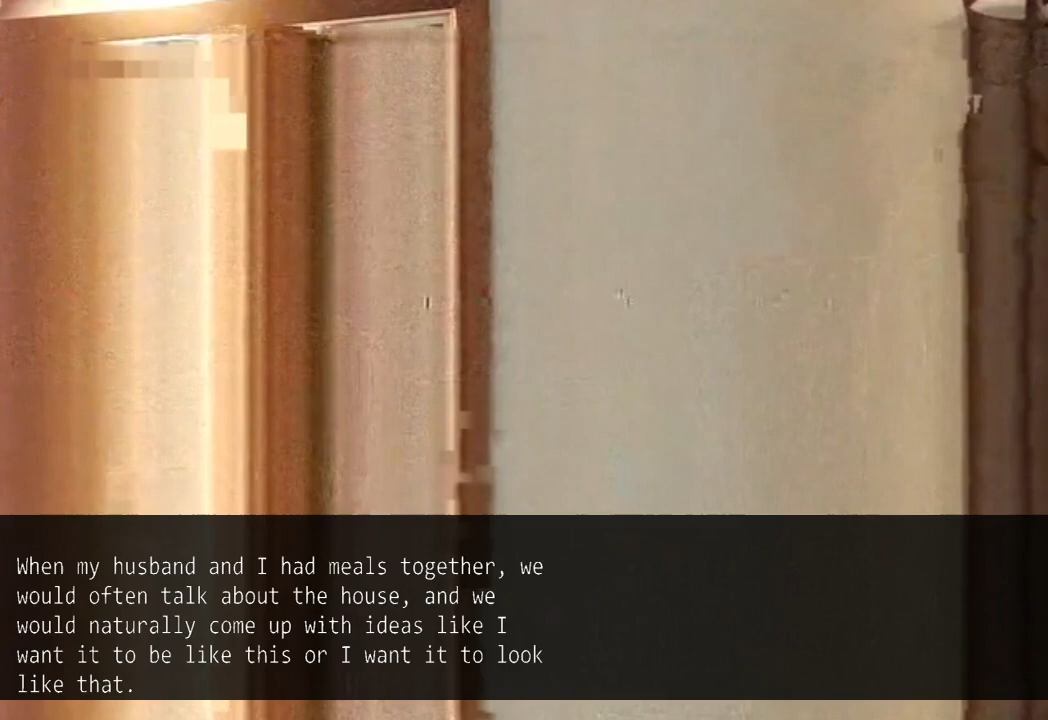 When my husband and I had meals together, we
would often talk about the house, and we
would naturally come up with ideas like I
want it to be like this or I want it to look
like that.